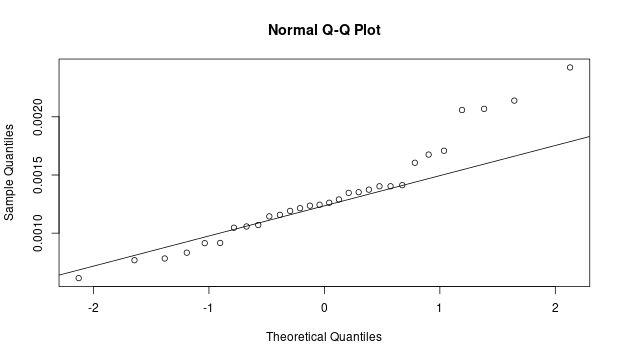 Normal Q-Q Plot
Sample Quantiles
0.0020
0.0015
0.0010
-2 -1 0 1 2
Theoretical Quantiles